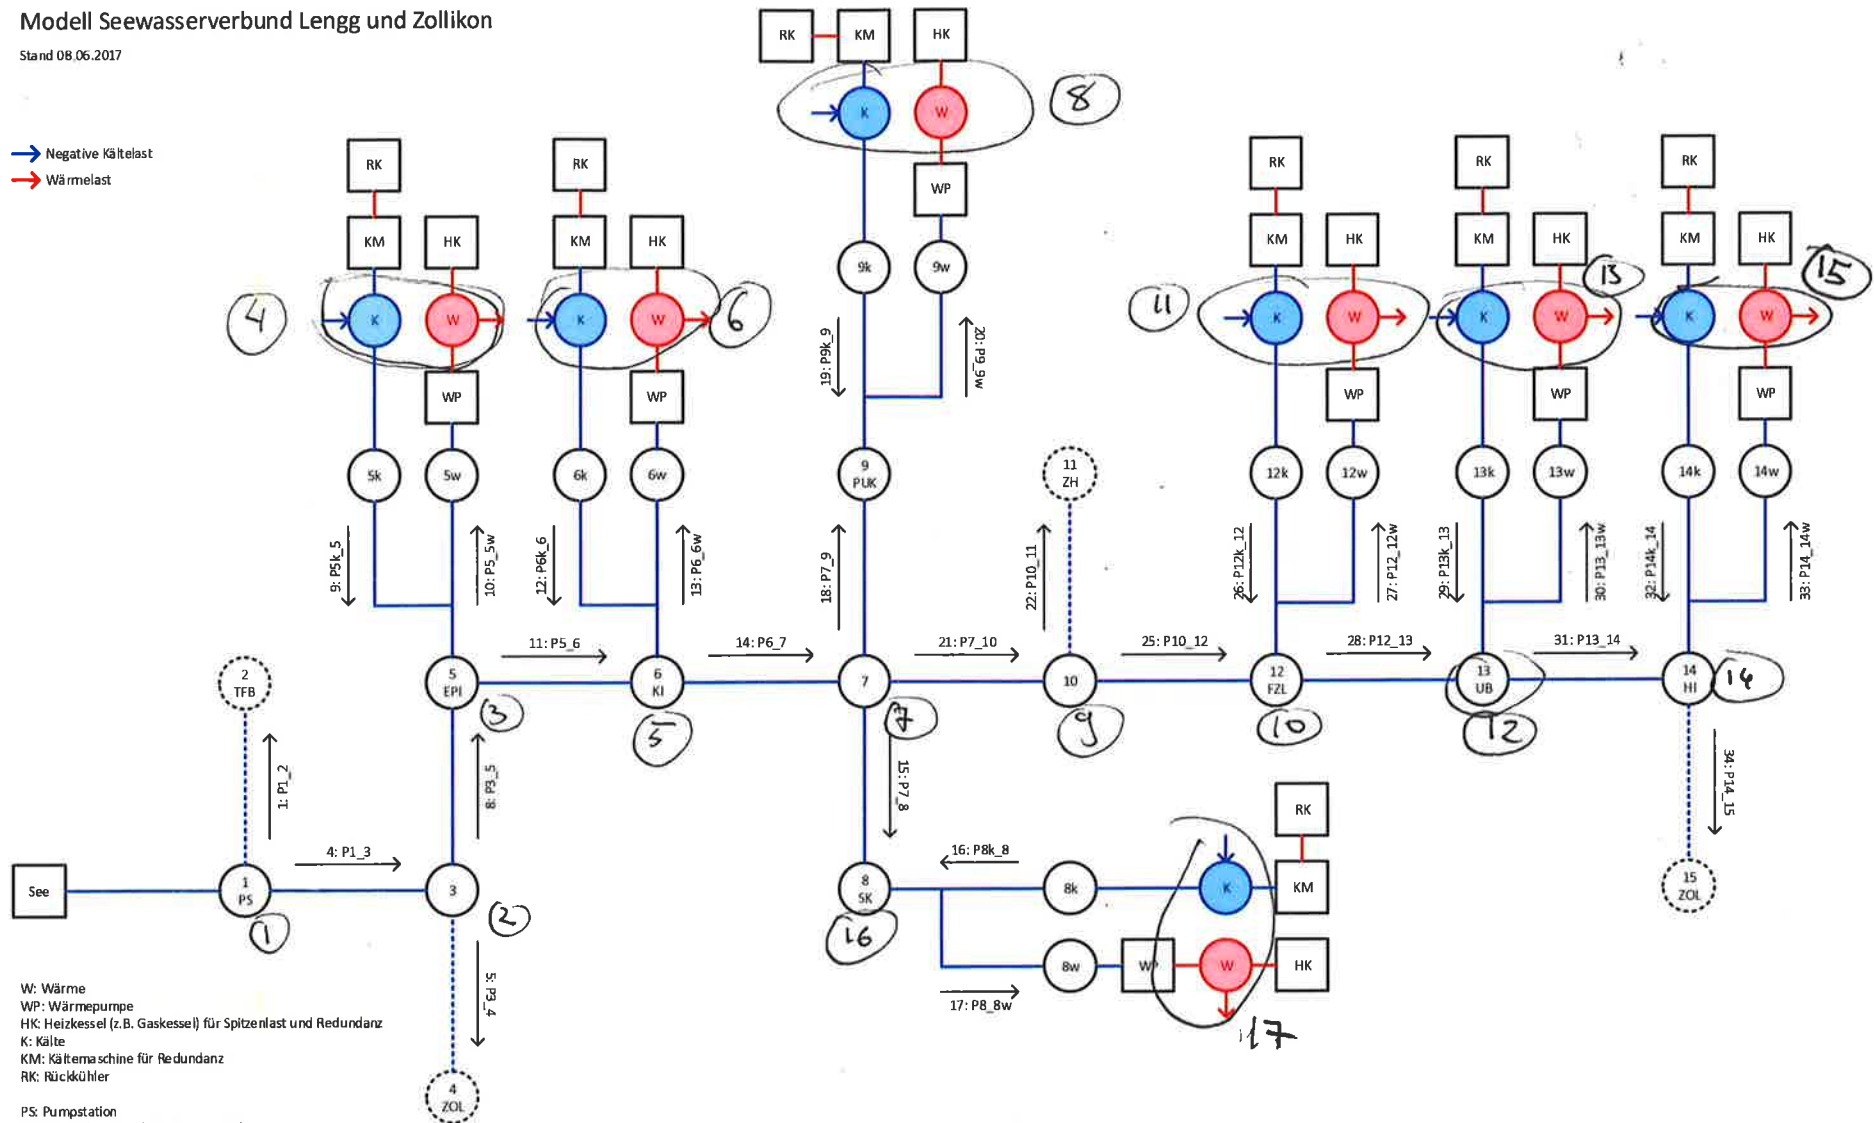 Modell Seewasserverbund Lengg und Zollikon
Stand 08.06.2017
Negative Kältelast
Wärmelast
RK KM HK
K W
8
WP
9k 9w
19: P9k_9
20: P9_9w
9
PUK
RK
KM HK
4
K W
WP
5k 5w
9: P5k_5
10: P5_5w
RK
KM HK
K W
6
WP
6k 6w
12: P6k_6
13: P6_6w
18: P7_9
11
ZH
22: P10_11
RK
KM HK
11
K W
WP
12k 12w
26: P12k_12
27: P12_12w
RK
KM HK
13
K W
WP
13k 13w
29: P13k_13
30: P13_13w
RK
KM HK
15
K W
WP
14k 14w
32: P14k_14
33: P14_14w
11: P5_6
14: P6_7
21: P7_10
25: P10_12
28: P12_13
31: P13_14
2
TFB
5
EPI
6
KI
7
10
12
FZL
13
UB
14
HI
14
3
5
7
9
10
12
1: P1_2
8: P3_5
15: P7_8
34: P14_15
4: P1_3
See
1
PS
3
1
2
5: P3_4
4
ZOL
8
SK
16
16: P8k_8
8k
K
KM
RK
17: P8_8w
8w
WP
W
HK
17
15
ZOL
W: Wärme
WP: Wärmepumpe
HK: Heizkessel (z.B. Gaskessel) für Spitzenlast und Redundanz
K: Kälte
KM: Kältemaschine für Redundanz
RK: Rückkühler
PS: Pumpstation